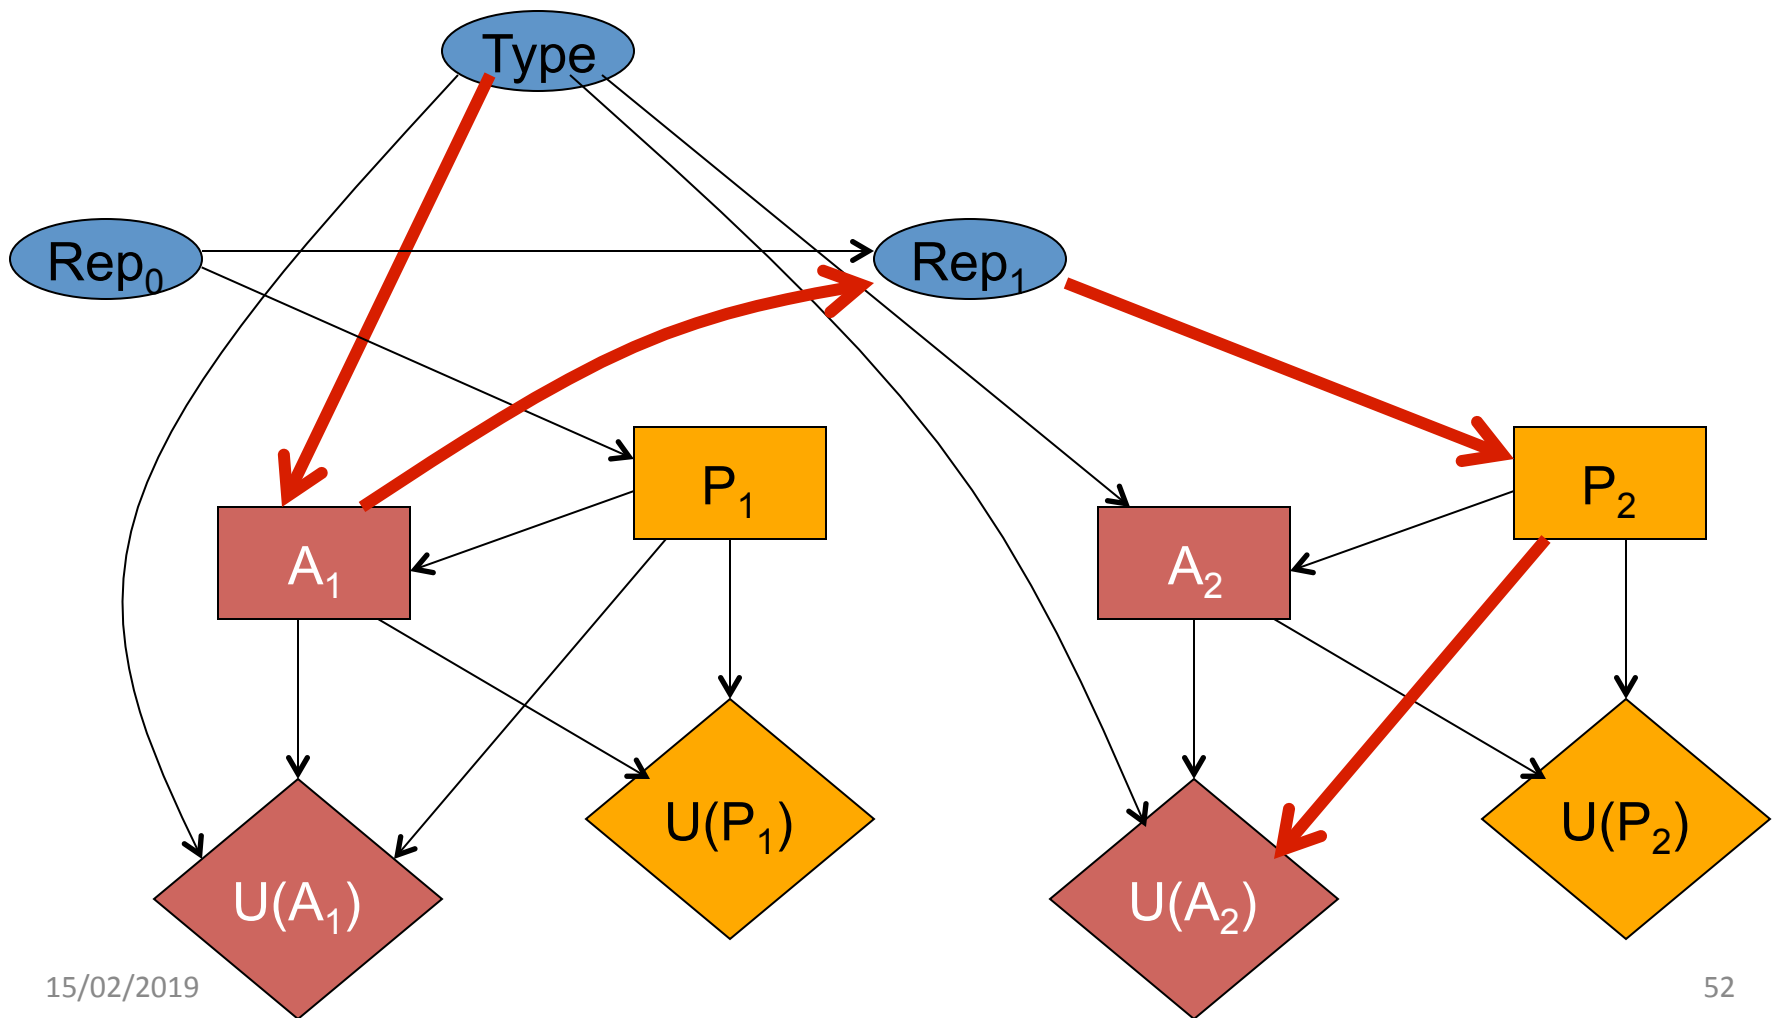 Type
Rep₀
Rep₁
P₁
P₂
A₁
A₂
U(P₁)
U(P₂)
U(A₁)
U(A₂)
15/02/2019
52